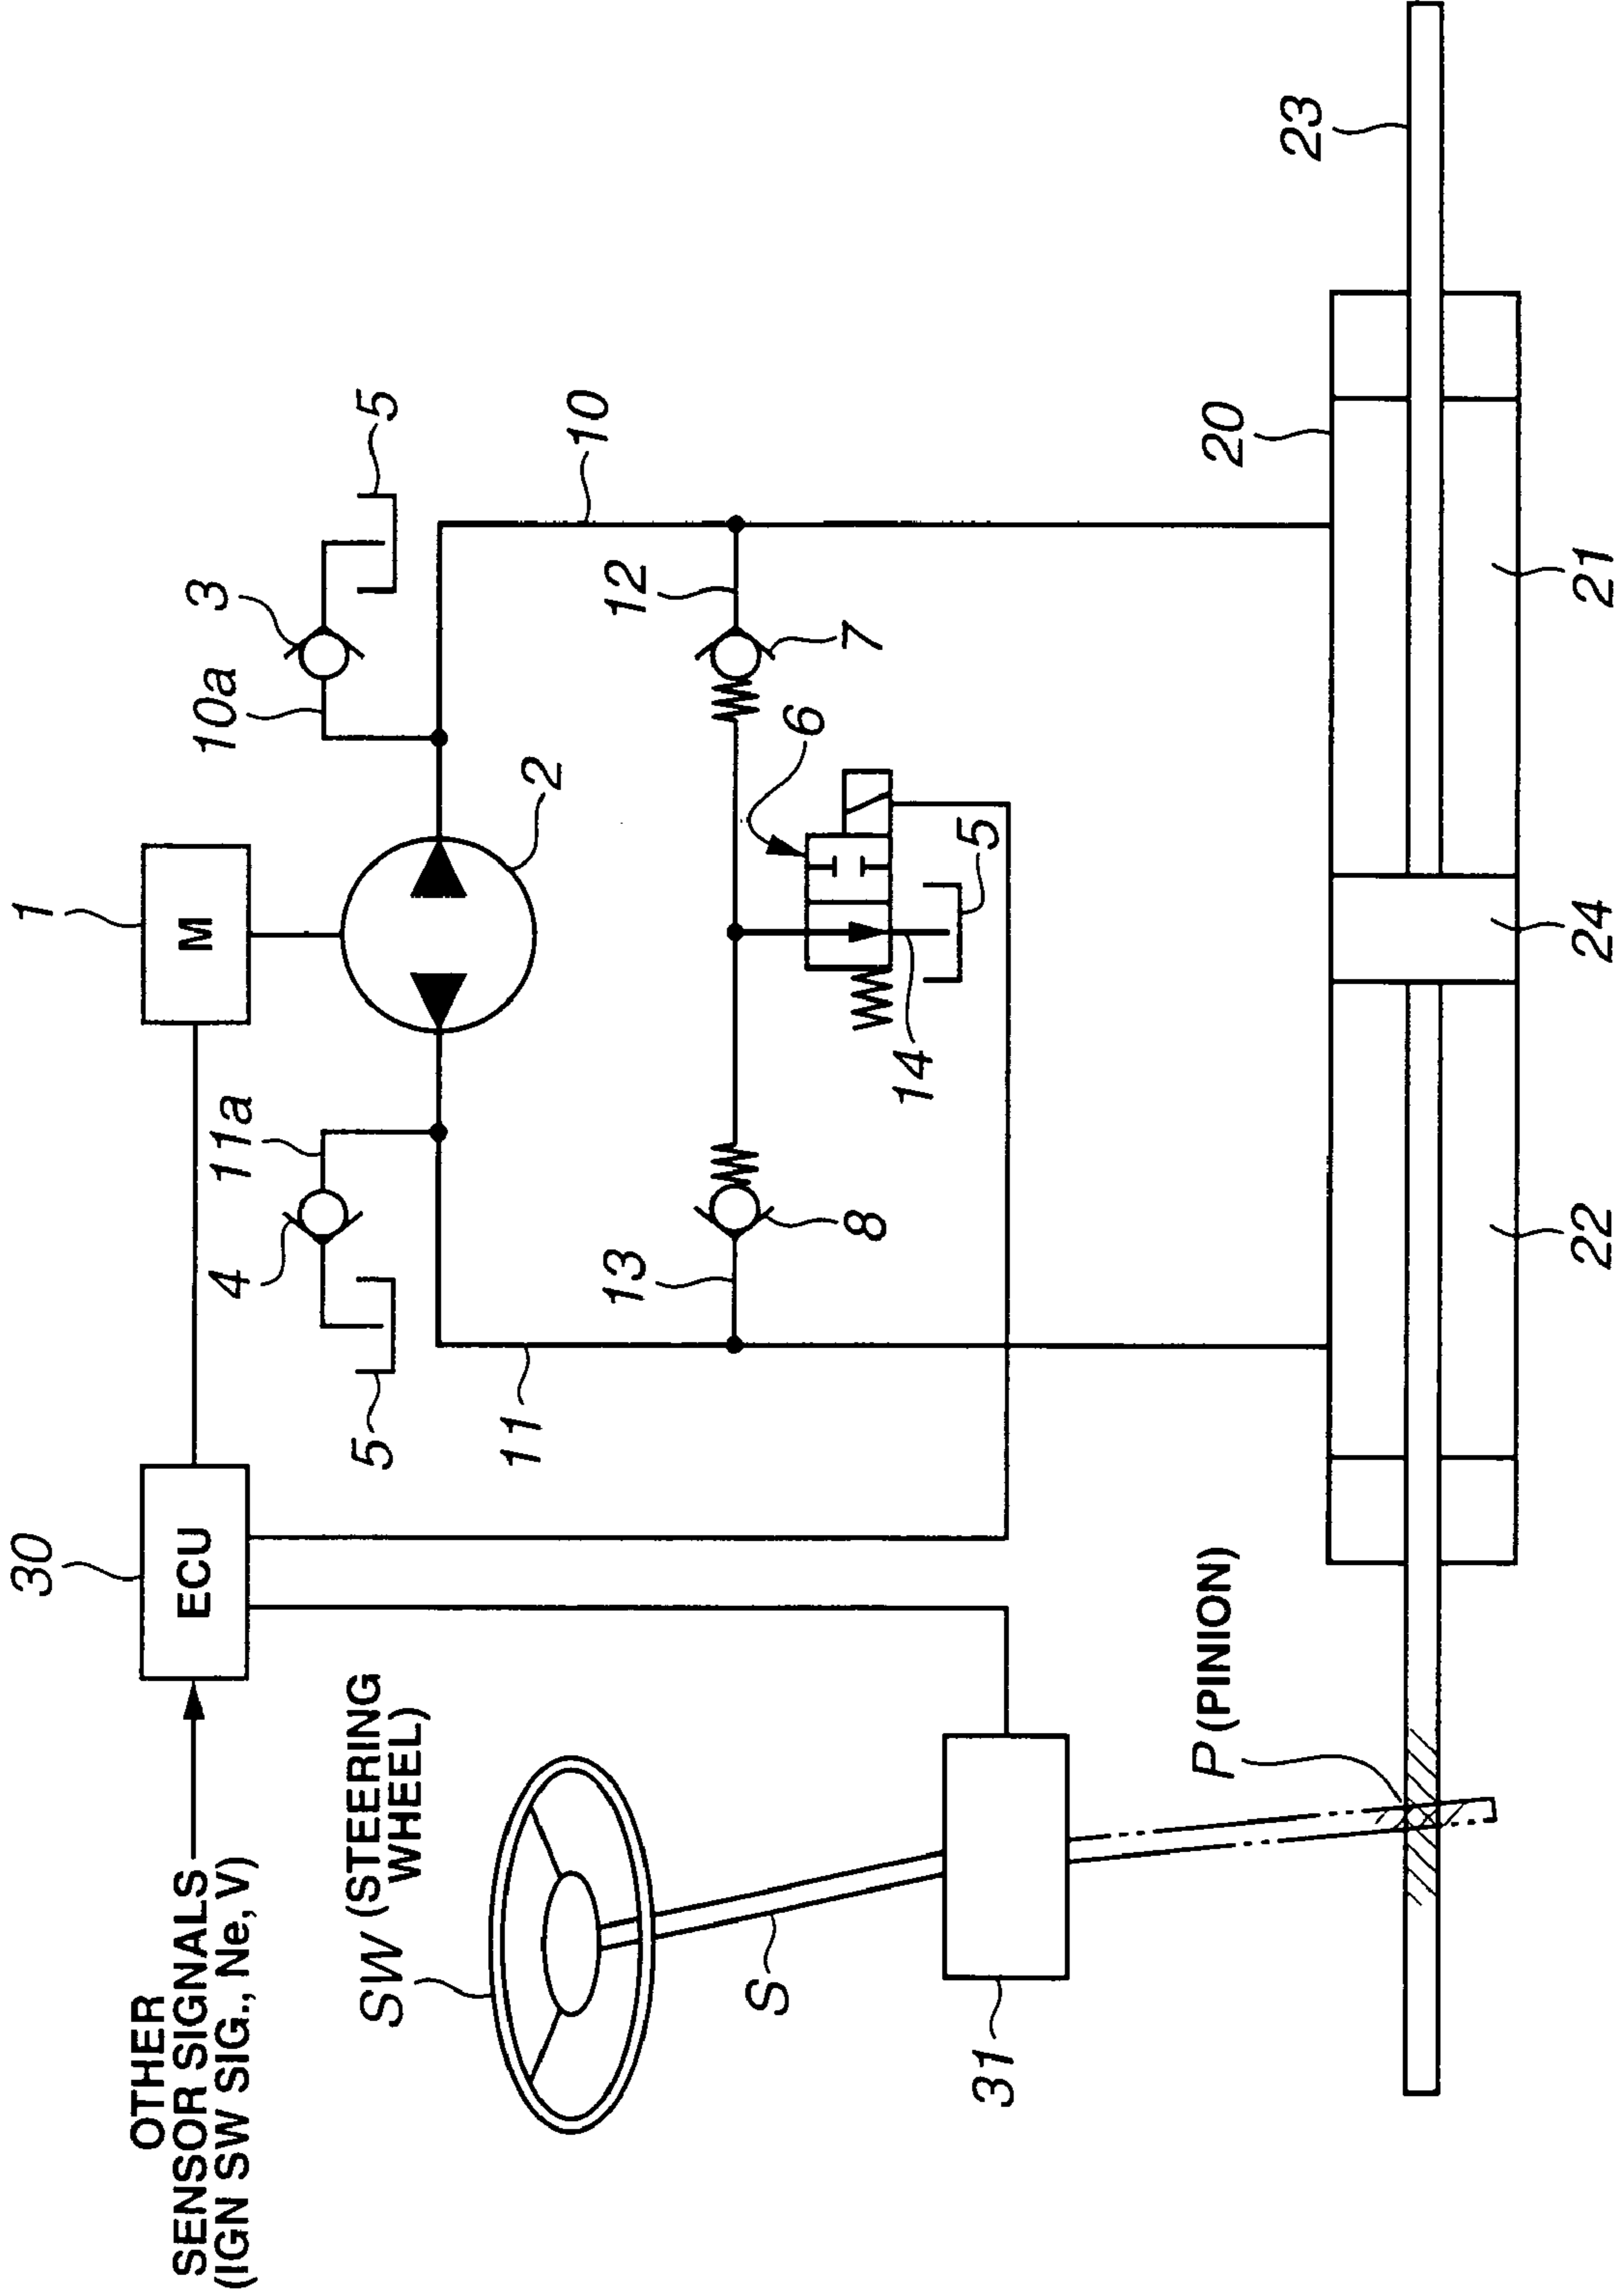 OTHER
SENSOR SIGNALS
(IGN SW SIG., Ne, V)
30
ECU
1
M
11a
4
5
10a
3
5
2
11
10
SW (STEERING
WHEEL)
13
8
12
7
6
14
5
S
31
P (PINION)
20
23
22
24
21